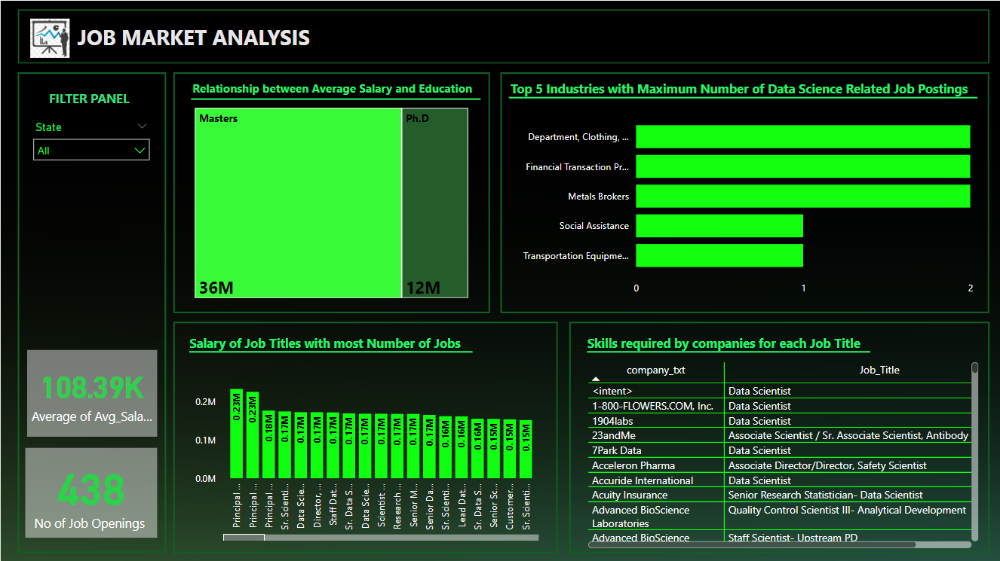 JOB MARKET ANALYSIS
FILTER PANEL
State
All
108.39K
Average of Avg_Sala...
438
No of Job Openings
Relationship between Average Salary and Education
Masters
Ph.D
36M
12M
Top 5 Industries with Maximum Number of Data Science Related Job Postings
Department, Clothing, ...
Financial Transaction Pr...
Metals Brokers
Social Assistance
Transportation Equipme...
0
1
2
Salary of Job Titles with most Number of Jobs
0.2M
0.1M
0.0M
0.23M
0.23M
0.18M
0.17M
0.17M
0.17M
0.17M
0.17M
0.17M
0.17M
0.17M
0.17M
0.17M
0.16M
0.16M
0.16M
0.15M
0.15M
0.15M
Principal ...
Principal ...
Principal ...
Sr. Scienti...
Data Scie...
Director, ...
Staff Dat...
Sr. Data S...
Data Scie...
Scientist ...
Research ...
Senior M...
Senior Da...
Sr. Scienti...
Lead Dat...
Sr. Data S...
Senior Sc...
Customer...
Sr. Scienti...
Skills required by companies for each Job Title
company_txt Job_Title
<intent> Data Scientist
1-800-FLOWERS.COM, Inc. Data Scientist
1904labs Data Scientist
23andMe Associate Scientist / Sr. Associate Scientist, Antibody
7Park Data Data Scientist
Acceleron Pharma Associate Director/Director, Safety Scientist
Accuride International Data Scientist
Acuity Insurance Senior Research Statistician- Data Scientist
Advanced BioScience Quality Control Scientist III- Analytical Development
Laboratories
Advanced BioScience Staff Scientist- Upstream PD